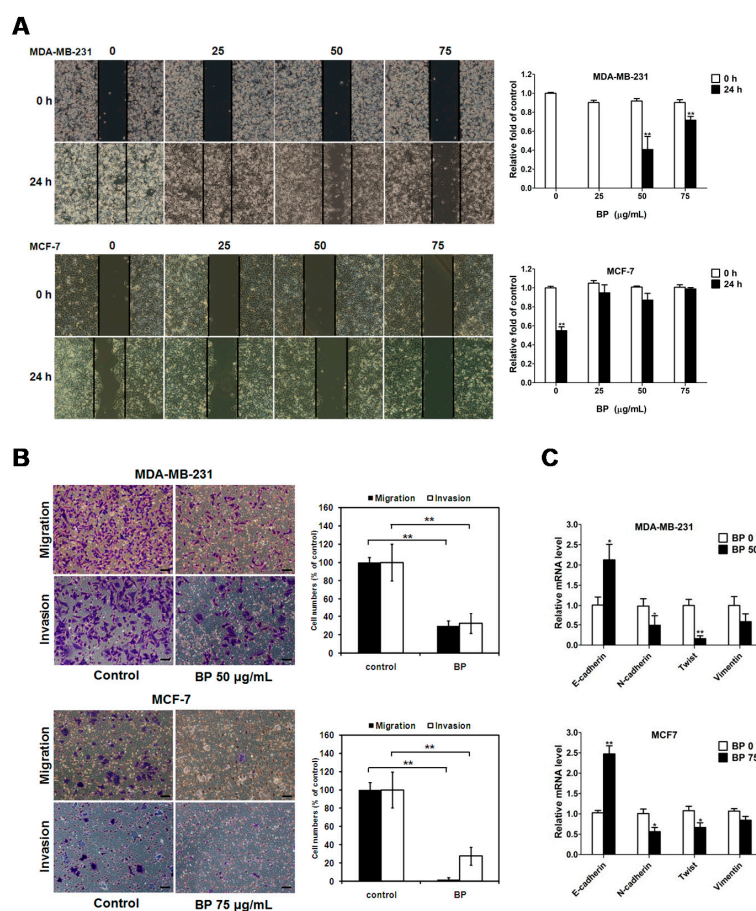 A
MDA-MB-231 0 25 50 75
0 h
24 h
MDA-MB-231
0 h
24 h
Relative fold of control
1.4
1.2
1.0
0.8
0.6
0.4
0.2
0.0
** **
0 25 50 75
BP (μg/mL)
MCF-7 0 25 50 75
0 h
24 h
MCF-7
0 h
24 h
Relative fold of control
1.4
1.2
1.0
0.8
0.6
0.4
0.2
0.0
**
0 25 50 75
BP (μg/mL)
B
MDA-MB-231
Migration
Invasion
Control BP 50 μg/mL
Migration Invasion
Cell numbers (% of control)
160
140
120
100
80
60
40
20
0
**
**
control BP
MCF-7
Migration
Invasion
Control BP 75 μg/mL
Migration Invasion
Cell numbers (% of control)
160
140
120
100
80
60
40
20
0
**
**
control BP
C
MDA-MB-231
BP 0
BP 50
Relative mRNA level
3.0
2.5
2.0
1.5
1.0
0.5
0.0
* * **
E-cadherin N-cadherin Twist Vimentin
MCF7
BP 0
BP 75
Relative mRNA level
3.0
2.5
2.0
1.5
1.0
0.5
0.0
** * *
E-cadherin N-cadherin Twist Vimentin